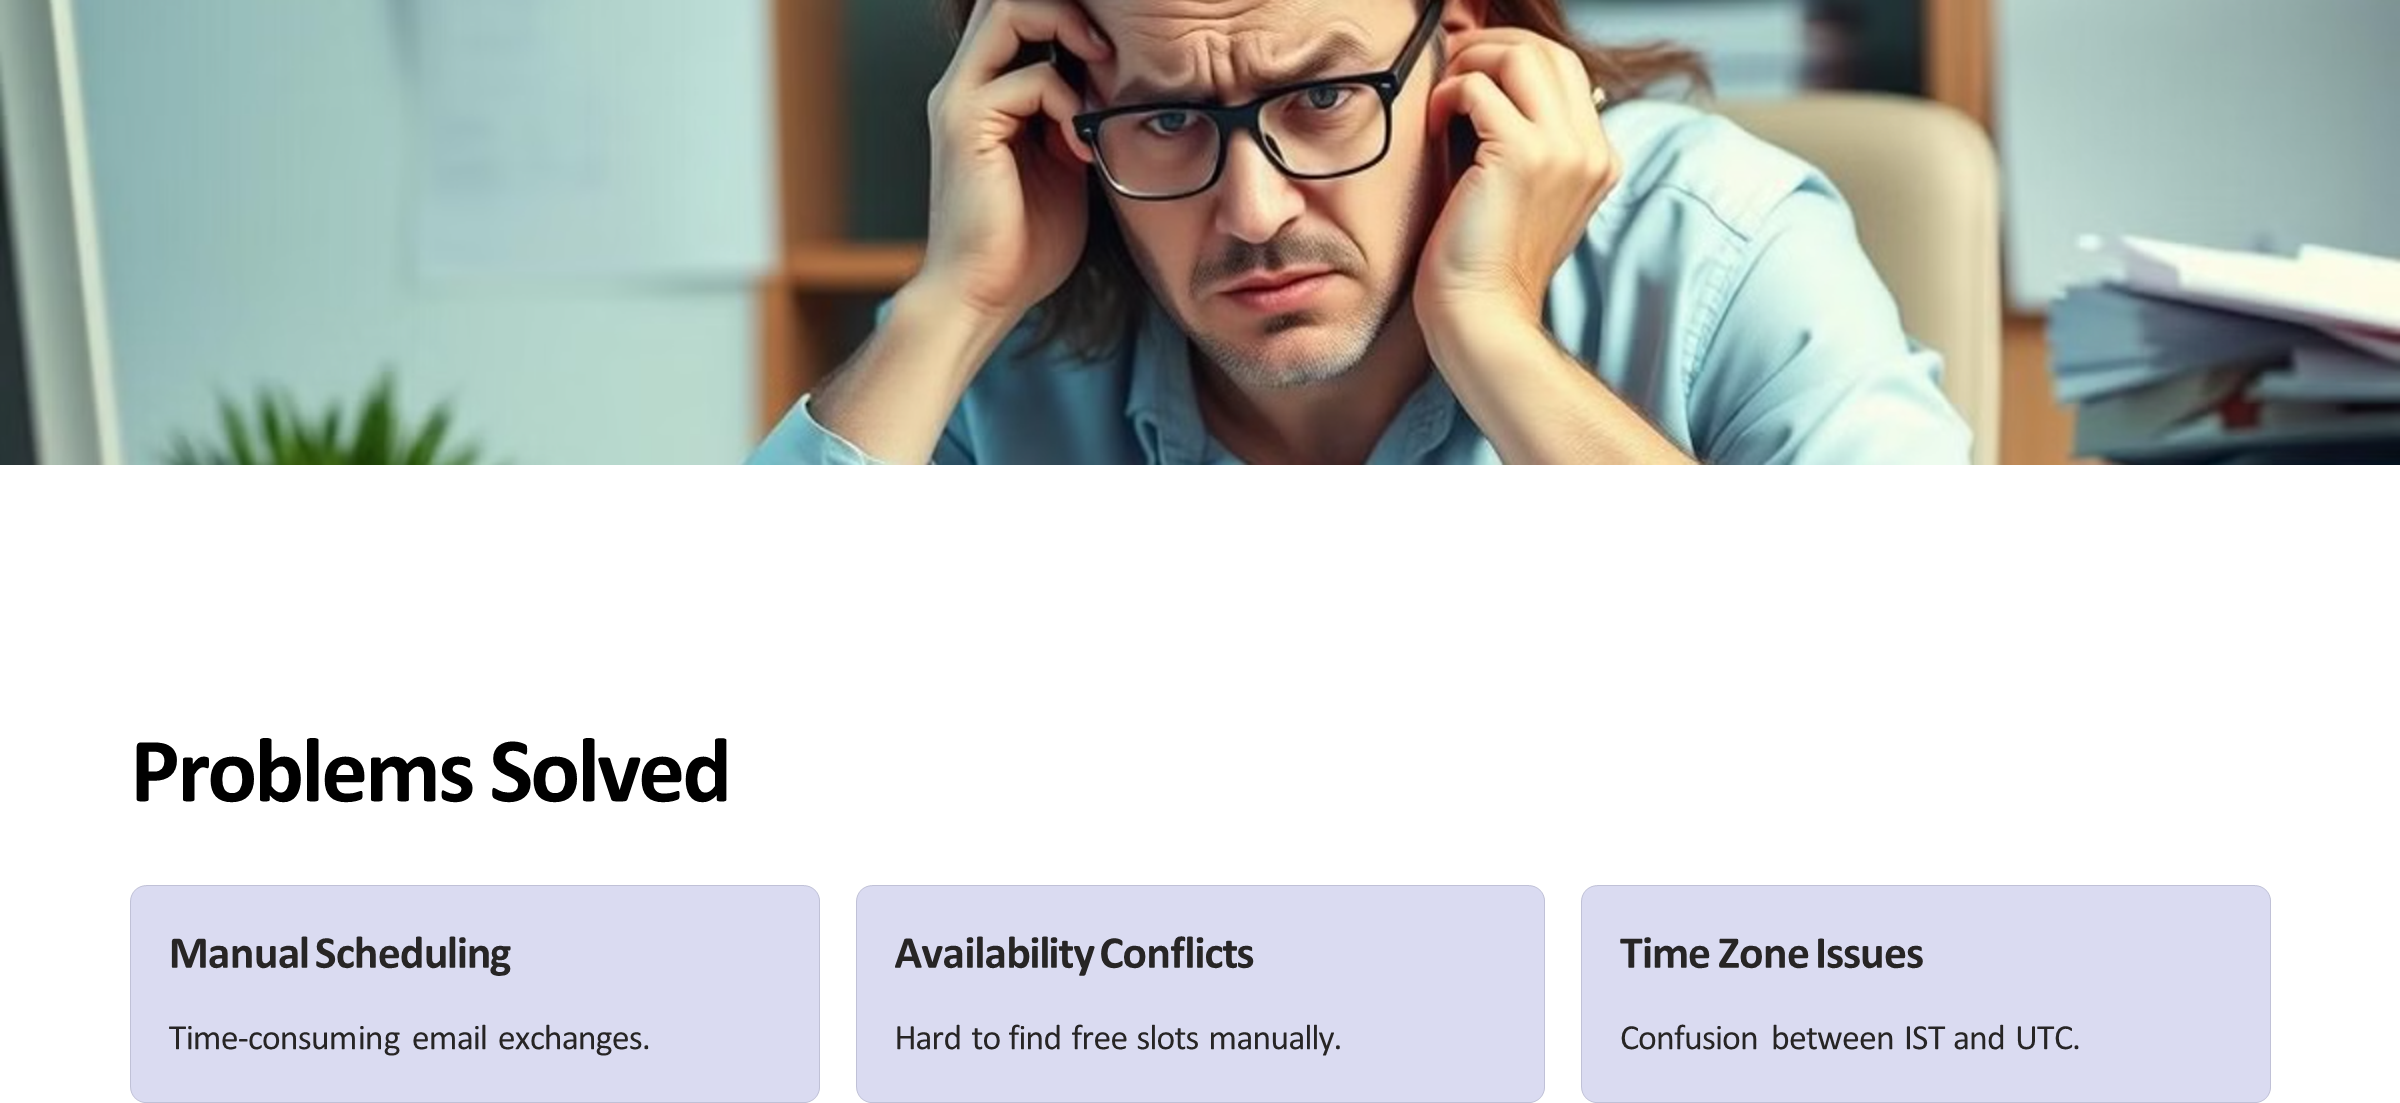 Problems Solved
Manual Scheduling
Time-consuming email exchanges.
Availability Conflicts
Hard to find free slots manually.
Time Zone Issues
Confusion between IST and UTC.